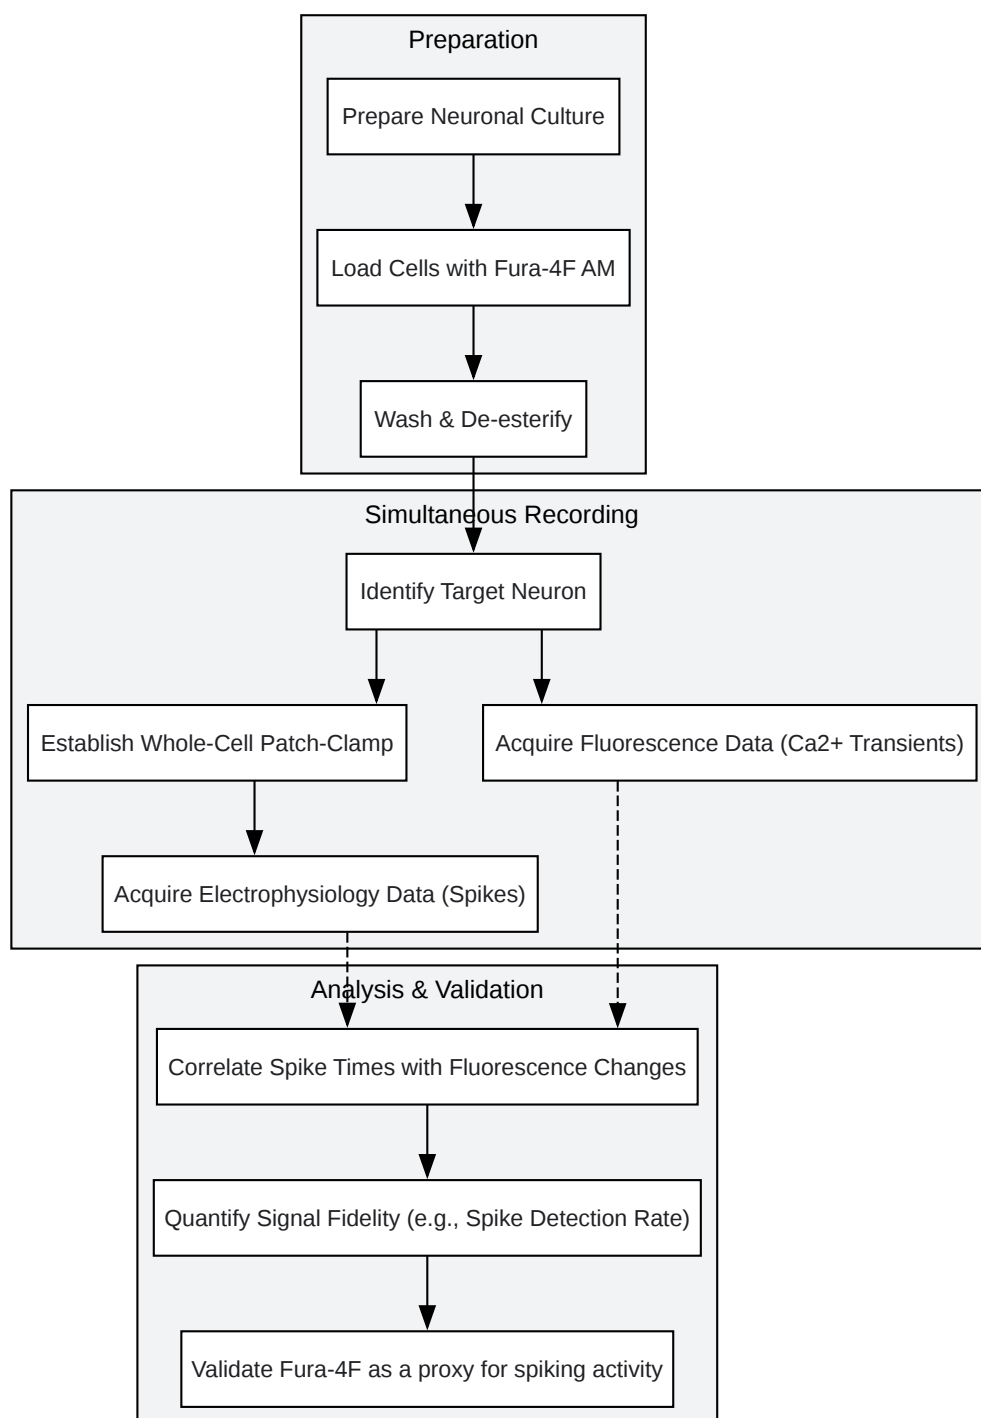 Preparation
Prepare Neuronal Culture
Load Cells with Fura-4F AM
Wash & De-esterify
Simultaneous Recording
Identify Target Neuron
Establish Whole-Cell Patch-Clamp
Acquire Fluorescence Data (Ca2+ Transients)
Acquire Electrophysiology Data (Spikes)
Analysis & Validation
Correlate Spike Times with Fluorescence Changes
Quantify Signal Fidelity (e.g., Spike Detection Rate)
Validate Fura-4F as a proxy for spiking activity